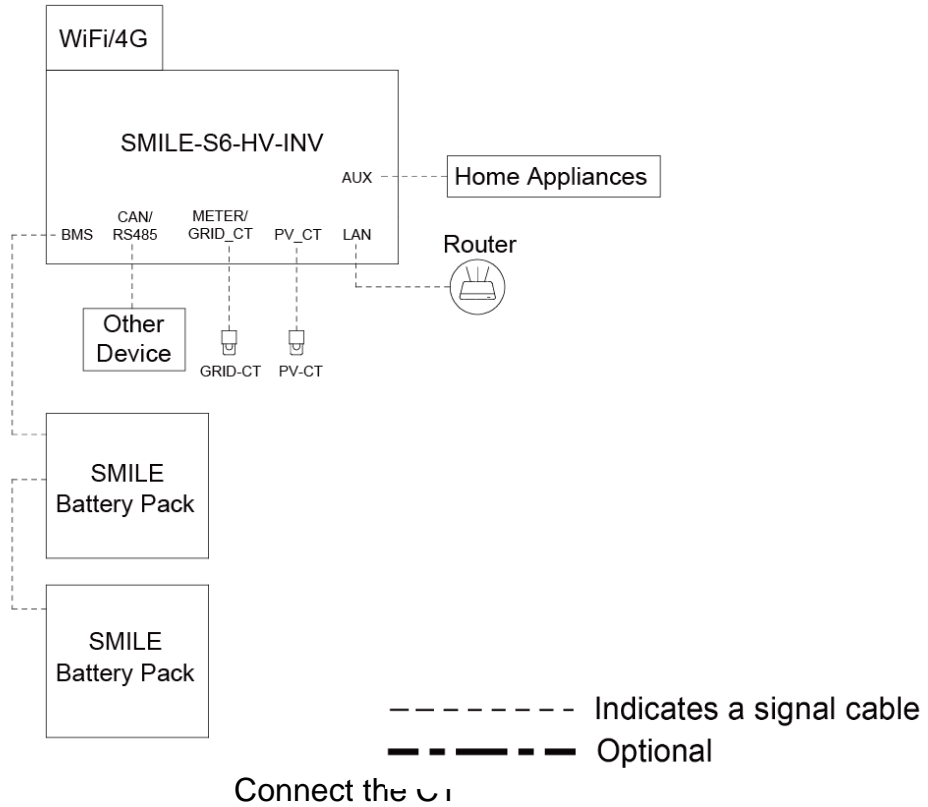 WiFi/4G
SMILE-S6-HV-INV
AUX
Home Appliances
BMS
CAN/
RS485
METER/
GRID_CT
PV_CT
LAN
Router
Other
Device
GRID-CT
PV-CT
SMILE
Battery Pack
SMILE
Battery Pack
Indicates a signal cable
Optional
Connect the